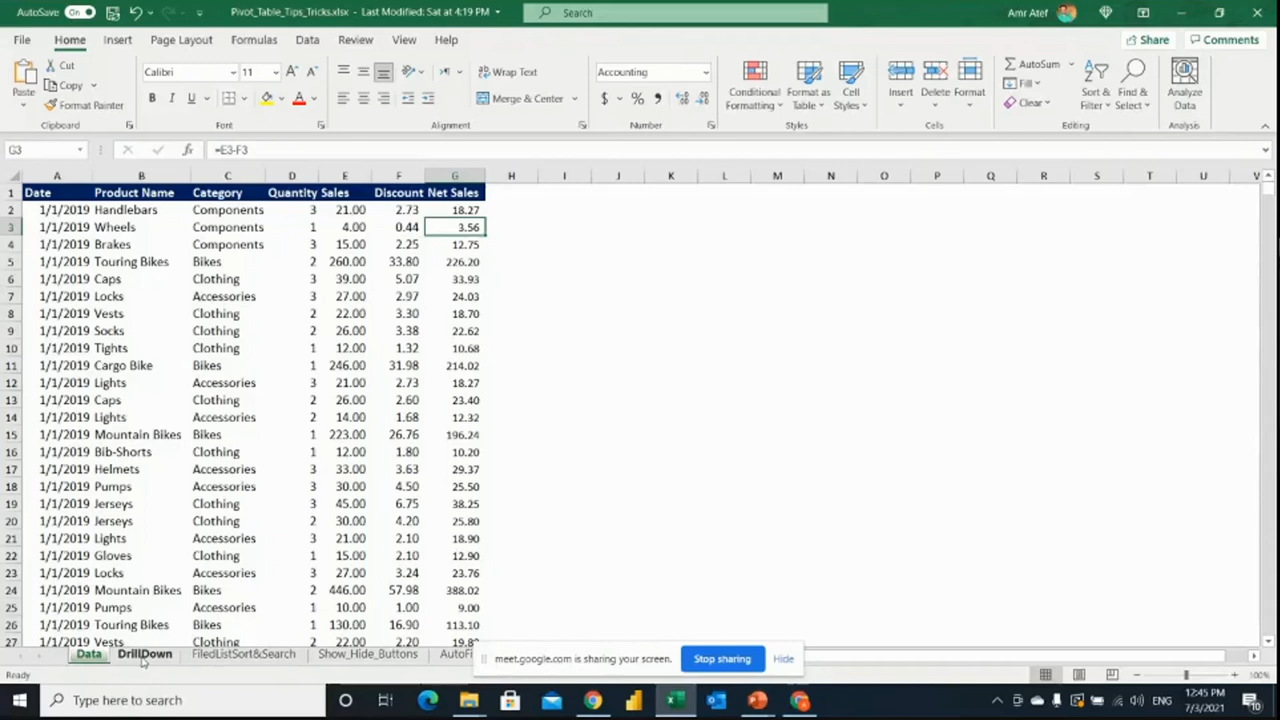 AutoSave On Pivot_Table_Tips_Tricks.xlsx - Last Modified: Sat at 4:19 PM Search Amr Atef
File Home Insert Page Layout Formulas Data Review View Help Share Comments
Paste Cut Copy Format Painter Clipboard
Calibri 11 A A B I U A Font
Wrap Text Merge & Center Alignment
Accounting $ % , Number
Conditional Formatting Format as Table Cell Styles Styles
Insert Delete Format Cells
AutoSum Fill Clear Sort & Filter Find & Select Editing
Analyze Data Analysis
G3 fx =E3-F3
A B C D E F G H I J K L M N O P Q R S T U V
1 Date Product Name Category Quantity Sales Discount Net Sales
2 1/1/2019 Handlebars Components 3 21.00 2.73 18.27
3 1/1/2019 Wheels Components 1 4.00 0.44 3.56
4 1/1/2019 Brakes Components 3 15.00 2.25 12.75
5 1/1/2019 Touring Bikes Bikes 2 260.00 33.80 226.20
6 1/1/2019 Caps Clothing 3 39.00 5.07 33.93
7 1/1/2019 Locks Accessories 3 27.00 2.97 24.03
8 1/1/2019 Vests Clothing 2 22.00 3.30 18.70
9 1/1/2019 Socks Clothing 2 26.00 3.38 22.62
10 1/1/2019 Tights Clothing 1 12.00 1.32 10.68
11 1/1/2019 Cargo Bike Bikes 1 246.00 31.98 214.02
12 1/1/2019 Lights Accessories 3 21.00 2.73 18.27
13 1/1/2019 Caps Clothing 2 26.00 2.60 23.40
14 1/1/2019 Lights Accessories 2 14.00 1.68 12.32
15 1/1/2019 Mountain Bikes Bikes 1 223.00 26.76 196.24
16 1/1/2019 Bib-Shorts Clothing 1 12.00 1.80 10.20
17 1/1/2019 Helmets Accessories 3 33.00 3.63 29.37
18 1/1/2019 Pumps Accessories 3 30.00 4.50 25.50
19 1/1/2019 Jerseys Clothing 3 45.00 6.75 38.25
20 1/1/2019 Jerseys Clothing 2 30.00 4.20 25.80
21 1/1/2019 Lights Accessories 3 21.00 2.10 18.90
22 1/1/2019 Gloves Clothing 1 15.00 2.10 12.90
23 1/1/2019 Locks Accessories 3 27.00 3.24 23.76
24 1/1/2019 Mountain Bikes Bikes 2 446.00 57.98 388.02
25 1/1/2019 Pumps Accessories 1 10.00 1.00 9.00
26 1/1/2019 Touring Bikes Bikes 1 130.00 16.90 113.10
27 1/1/2019 Vests Clothing 2 22.00 2.20 19.80
Data DrillDown FiledListSort&Search Show_Hide_Buttons AutoFi
meet.google.com is sharing your screen. Stop sharing Hide
Ready 100%
Type here to search ENG 12:45 PM
7/3/2021 10